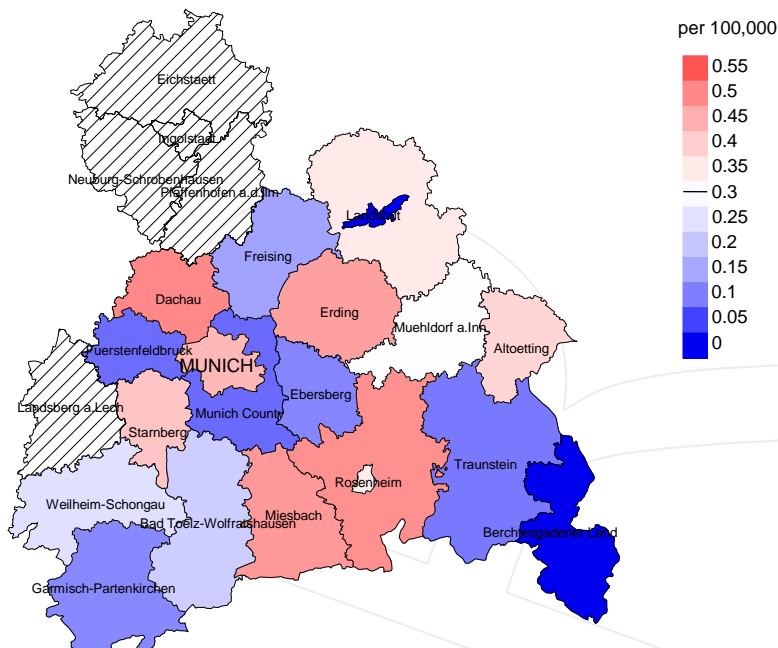 per 100,000
0.55
0.5
0.45
0.4
0.35
0.3
0.25
0.2
0.15
0.1
0.05
0
Eichstaett
Ingolstadt
Neuburg-Schrobenhausen
Pfaffenhofen a.d.Ilm
Landshut
Freising
Dachau
Erding
Muehldorf a.Inn
Altoetting
Fuerstenfeldbruck
MUNICH
Ebersberg
Landsberg a.Lech
Munich County
Starnberg
Traunstein
Rosenheim
Weilheim-Schongau
Miesbach
Bad Toelz-Wolfratshausen
Berchtesgadener Land
Garmisch-Partenkirchen